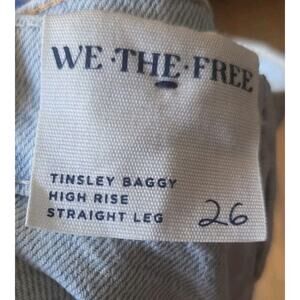 WE·THE·FREE
TINSLEY BAGGY
HIGH RISE
STRAIGHT LEG 26